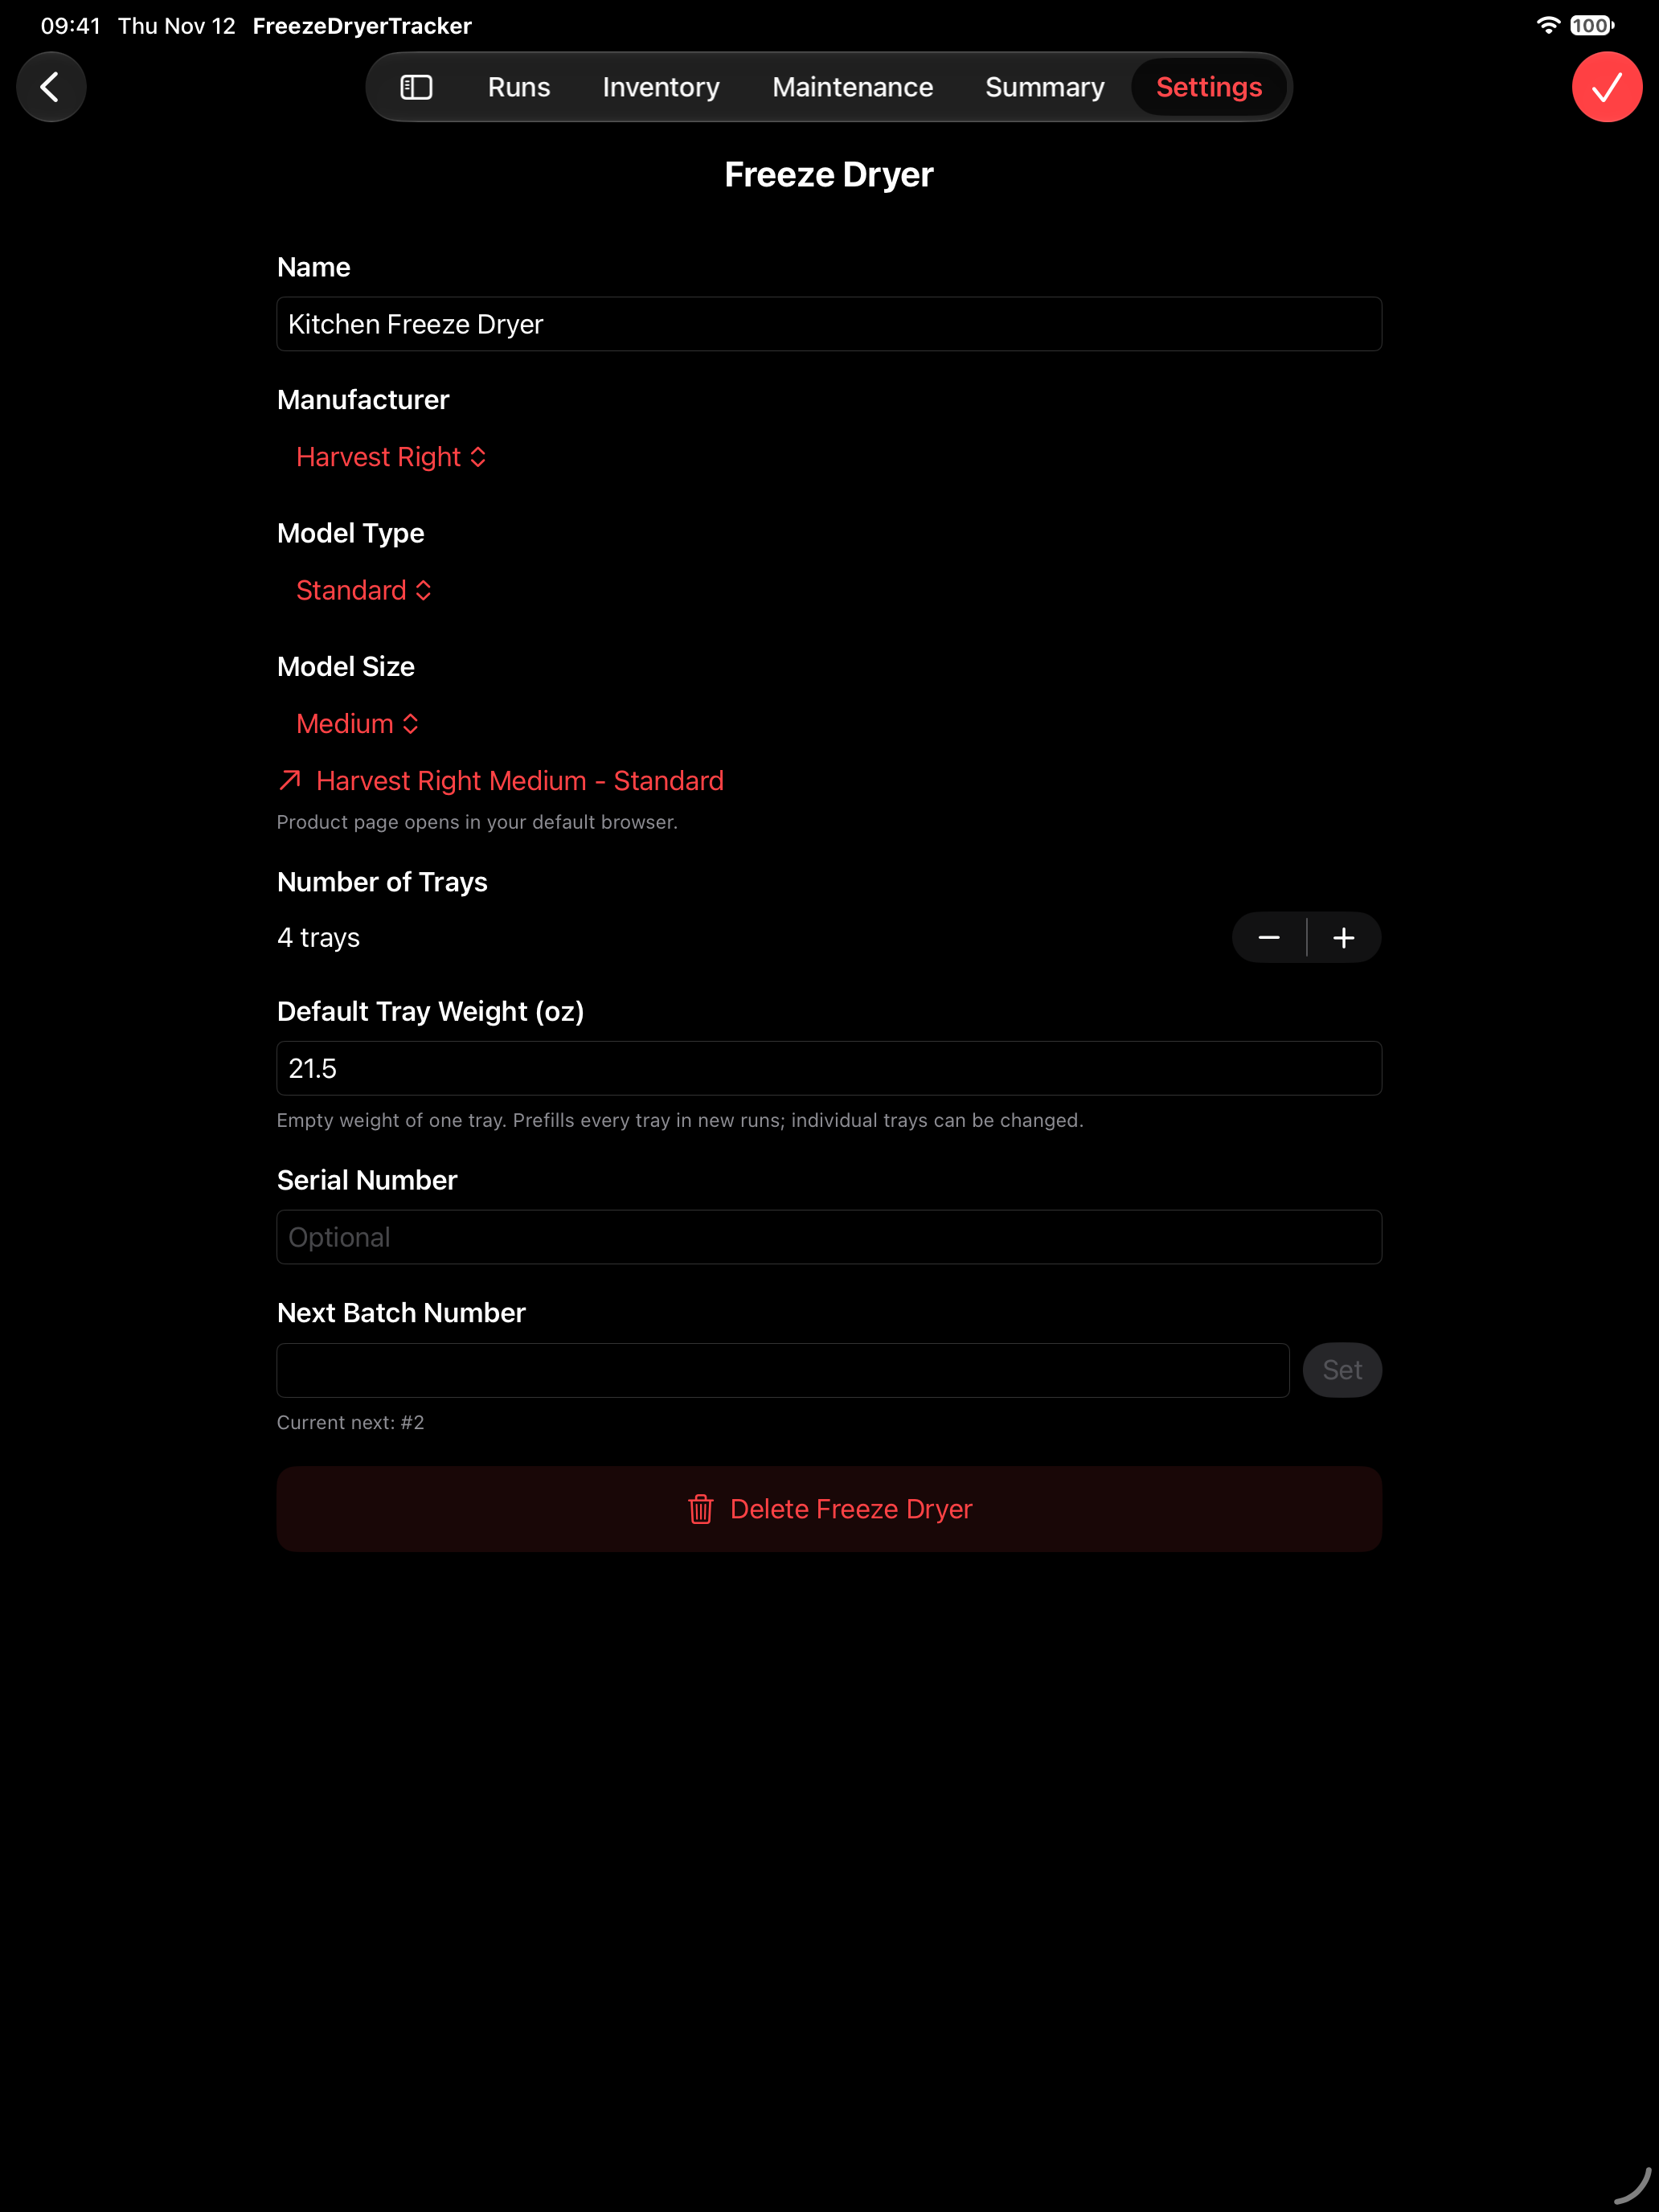 09:41 Thu Nov 12 FreezeDryerTracker 100
Runs Inventory Maintenance Summary Settings
Freeze Dryer
Name
Kitchen Freeze Dryer
Manufacturer
Harvest Right
Model Type
Standard
Model Size
Medium
Harvest Right Medium - Standard
Product page opens in your default browser.
Number of Trays
4 trays
Default Tray Weight (oz)
21.5
Empty weight of one tray. Prefills every tray in new runs; individual trays can be changed.
Serial Number
Optional
Next Batch Number
Set
Current next: #2
Delete Freeze Dryer